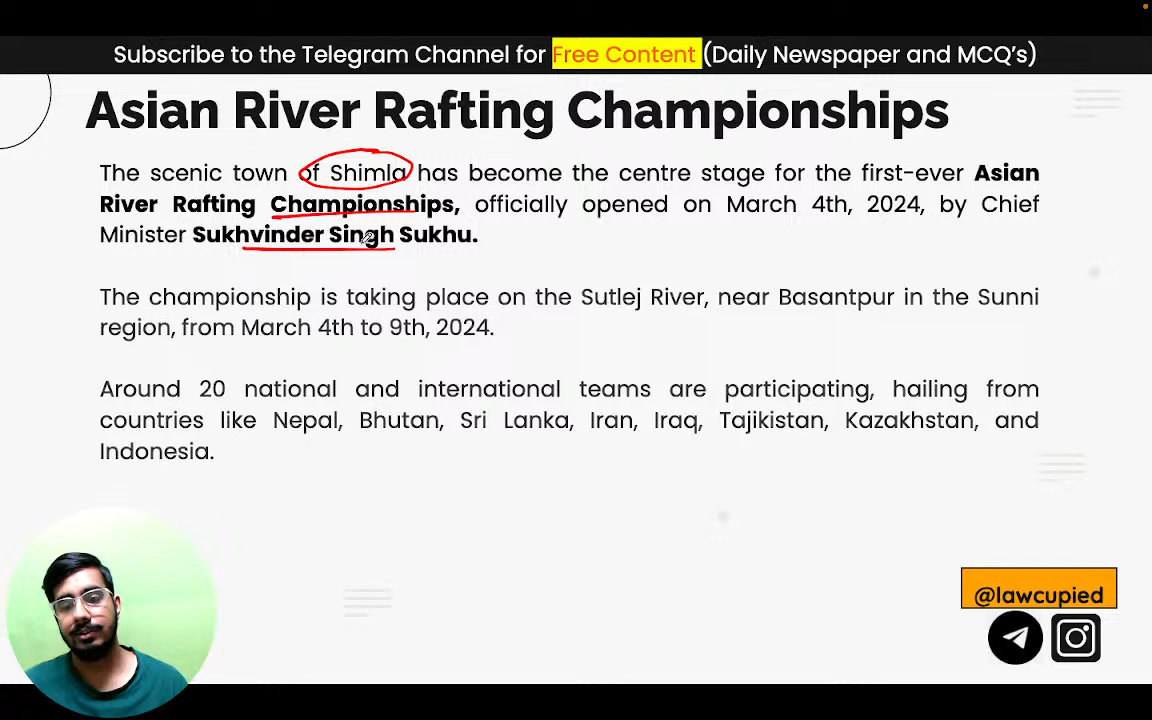 Subscribe to the Telegram Channel for Free Content (Daily Newspaper and MCQ's)
Asian River Rafting Championships
The scenic town of Shimla has become the centre stage for the first-ever Asian
River Rafting Championships, officially opened on March 4th, 2024, by Chief
Minister Sukhvinder Singh Sukhu.
The championship is taking place on the Sutlej River, near Basantpur in the Sunni
region, from March 4th to 9th, 2024.
Around 20 national and international teams are participating, hailing from
countries like Nepal, Bhutan, Sri Lanka, Iran, Iraq, Tajikistan, Kazakhstan, and
Indonesia.
@lawcupied